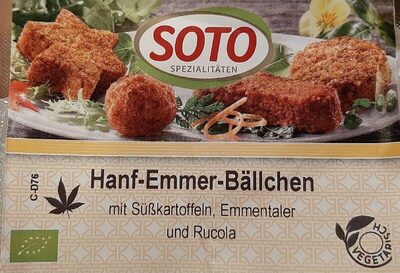 SOTO
SPEZIALITÄTEN
C-D76
Hanf-Emmer-Bällchen
mit Süßkartoffeln, Emmentaler
und Rucola
VEGETARISCH